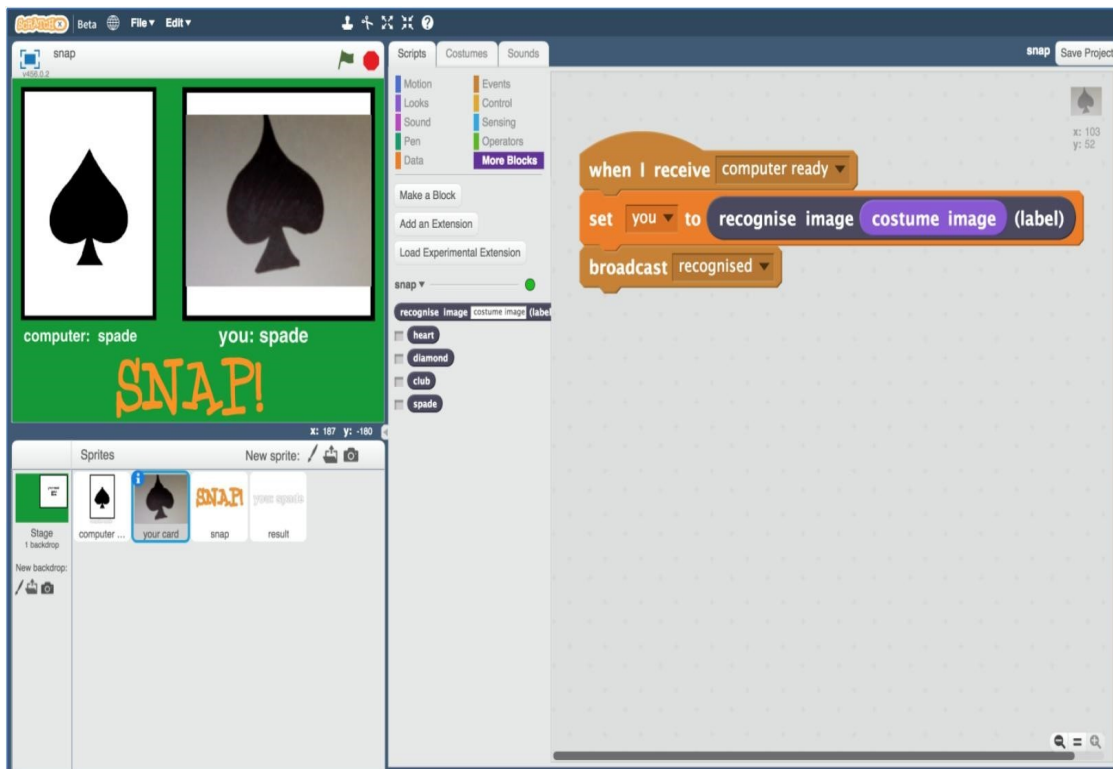 SCRATCHX Beta File▾ Edit▾
snap
v458.0.2
computer: spade
you: spade
SNAP!
x: 187 y: -180
Sprites
New sprite:
Stage
1 backdrop
New backdrop:
computer ...
your card
SNAP!
snap
you: spade
result
Scripts
Costumes
Sounds
Motion
Events
Looks
Control
Sound
Sensing
Pen
Operators
Data
More Blocks
Make a Block
Add an Extension
Load Experimental Extension
snap ▾
recognise image costume image (label
heart
diamond
club
spade
snap
Save Project
x: 103
y: 52
when I receive computer ready ▾
set you ▾ to recognise image costume image (label)
broadcast recognised ▾